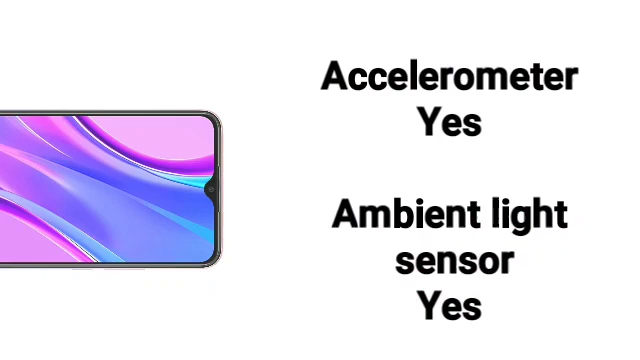 Accelerometer
Yes
Ambient light
sensor
Yes